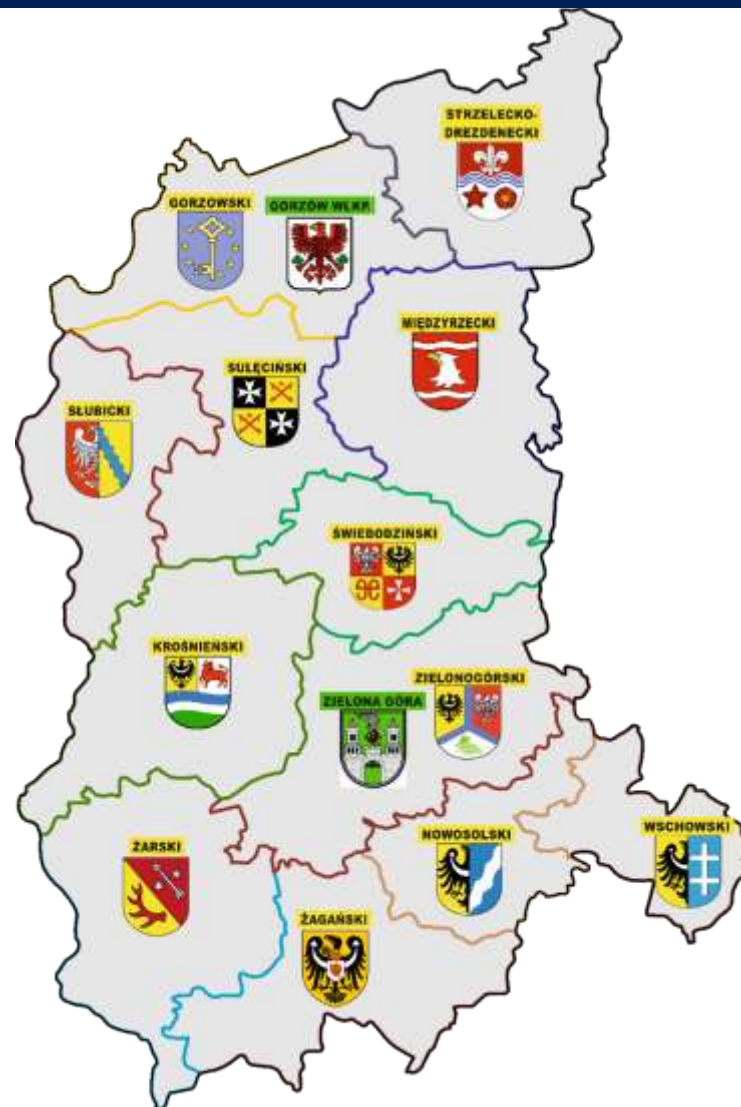 STRZELECKO-
DREZDENECKI
GORZOWSKI
GORZÓW WLKP.
MIĘDZYRZECKI
SULĘCIŃSKI
SŁUBICKI
ŚWIEBODZIŃSKI
KROŚNIEŃSKI
ZIELONOGÓRSKI
ZIELONA GÓRA
NOWOSOLSKI
WSCHOWSKI
ŻARSKI
ŻAGAŃSKI